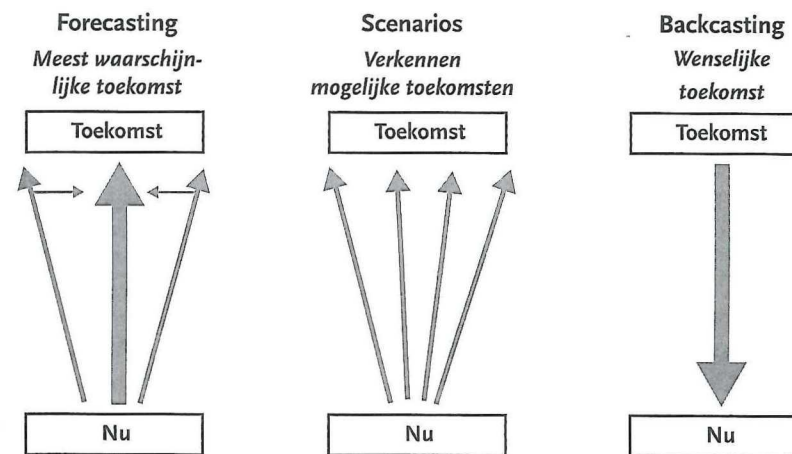 Forecasting
Meest waarschijn-
lijke toekomst
Toekomst
Nu
Scenarios
Verkennen
mogelijke toekomsten
Toekomst
Nu
Backcasting
Wenselijke
toekomst
Toekomst
Nu